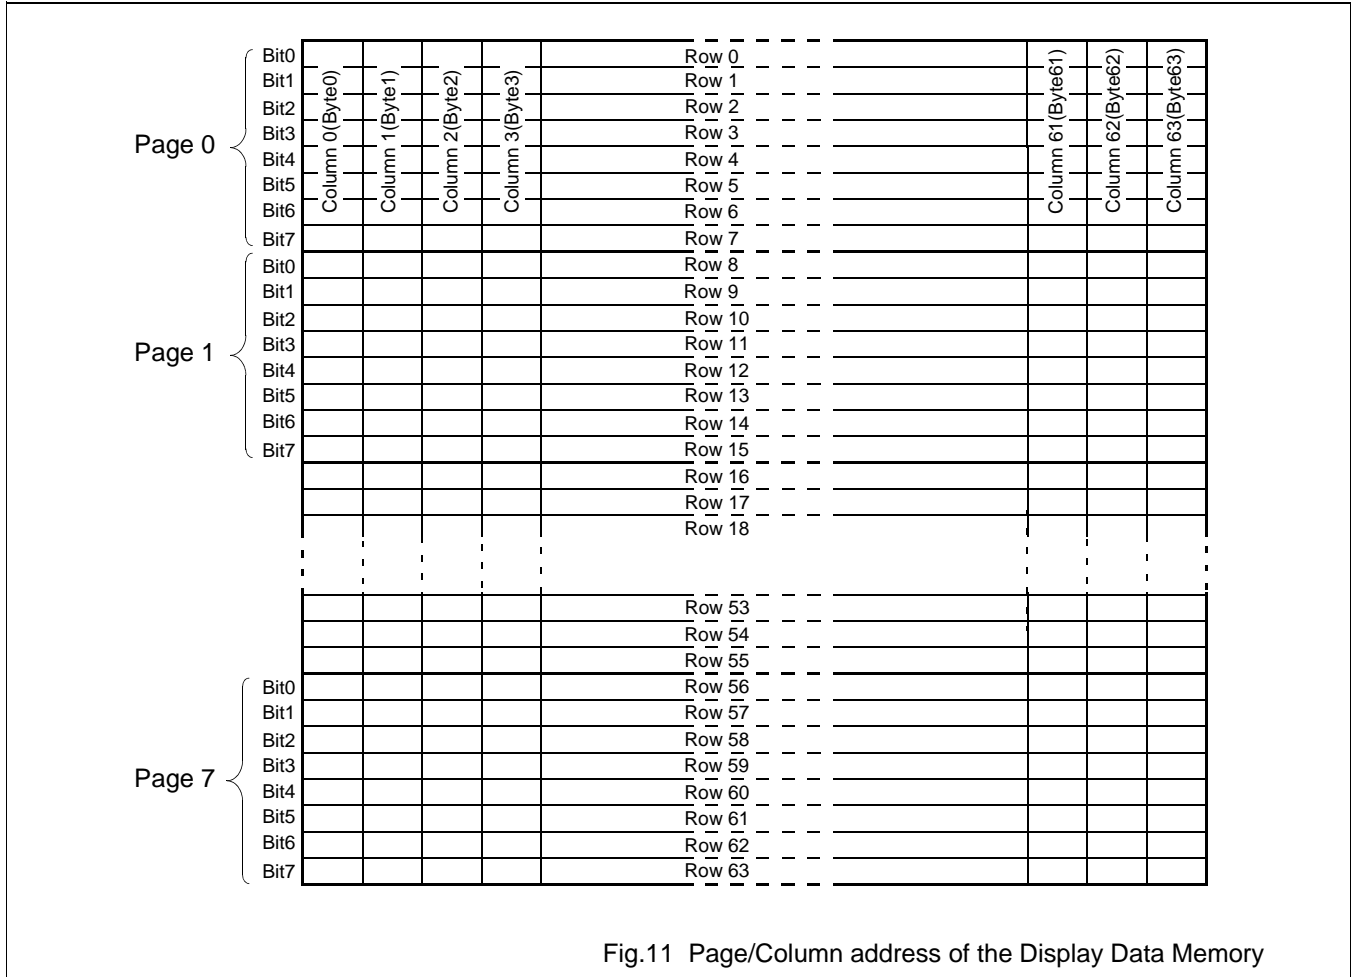 Page 0
Bit0
Bit1
Bit2
Bit3
Bit4
Bit5
Bit6
Bit7
Column 0(Byte0)
Column 1(Byte1)
Column 2(Byte2)
Column 3(Byte3)
Row 0
Row 1
Row 2
Row 3
Row 4
Row 5
Row 6
Row 7
Column 61(Byte61)
Column 62(Byte62)
Column 63(Byte63)
Page 1
Bit0
Bit1
Bit2
Bit3
Bit4
Bit5
Bit6
Bit7
Row 8
Row 9
Row 10
Row 11
Row 12
Row 13
Row 14
Row 15
Row 16
Row 17
Row 18
Row 53
Row 54
Row 55
Page 7
Bit0
Bit1
Bit2
Bit3
Bit4
Bit5
Bit6
Bit7
Row 56
Row 57
Row 58
Row 59
Row 60
Row 61
Row 62
Row 63
Fig.11 Page/Column address of the Display Data Memory